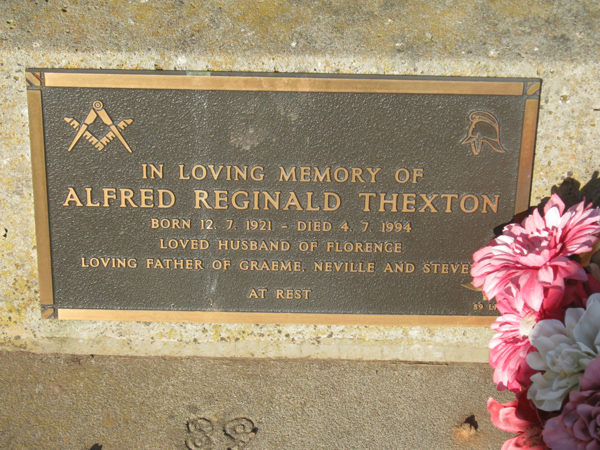 IN LOVING MEMORY OF
ALFRED REGINALD THEXTON
BORN 12. 7. 1921 - DIED 4. 7. 1994
LOVED HUSBAND OF FLORENCE
LOVING FATHER OF GRAEME, NEVILLE AND STEVE
AT REST
89